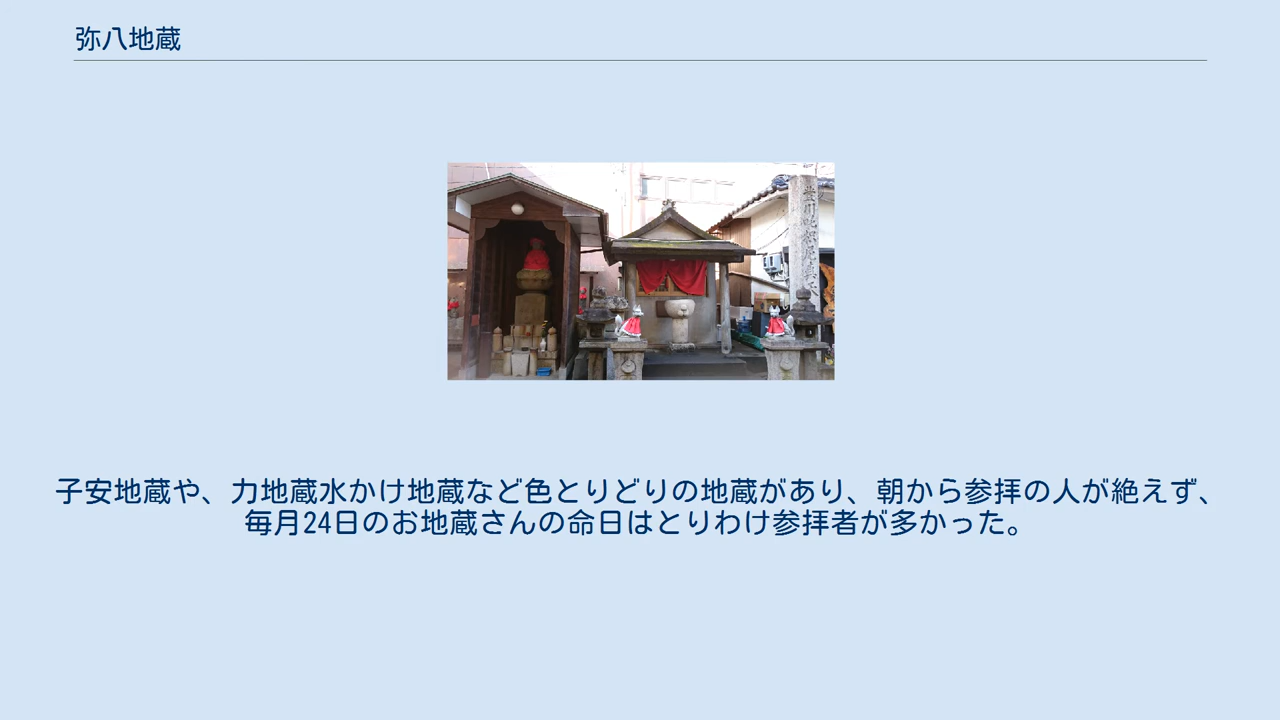 弥八地蔵
子安地蔵や、力地蔵水かけ地蔵など色とりどりの地蔵があり、朝から参拝の人が絶えず、
毎月24日のお地蔵さんの命日はとりわけ参拝者が多かった。